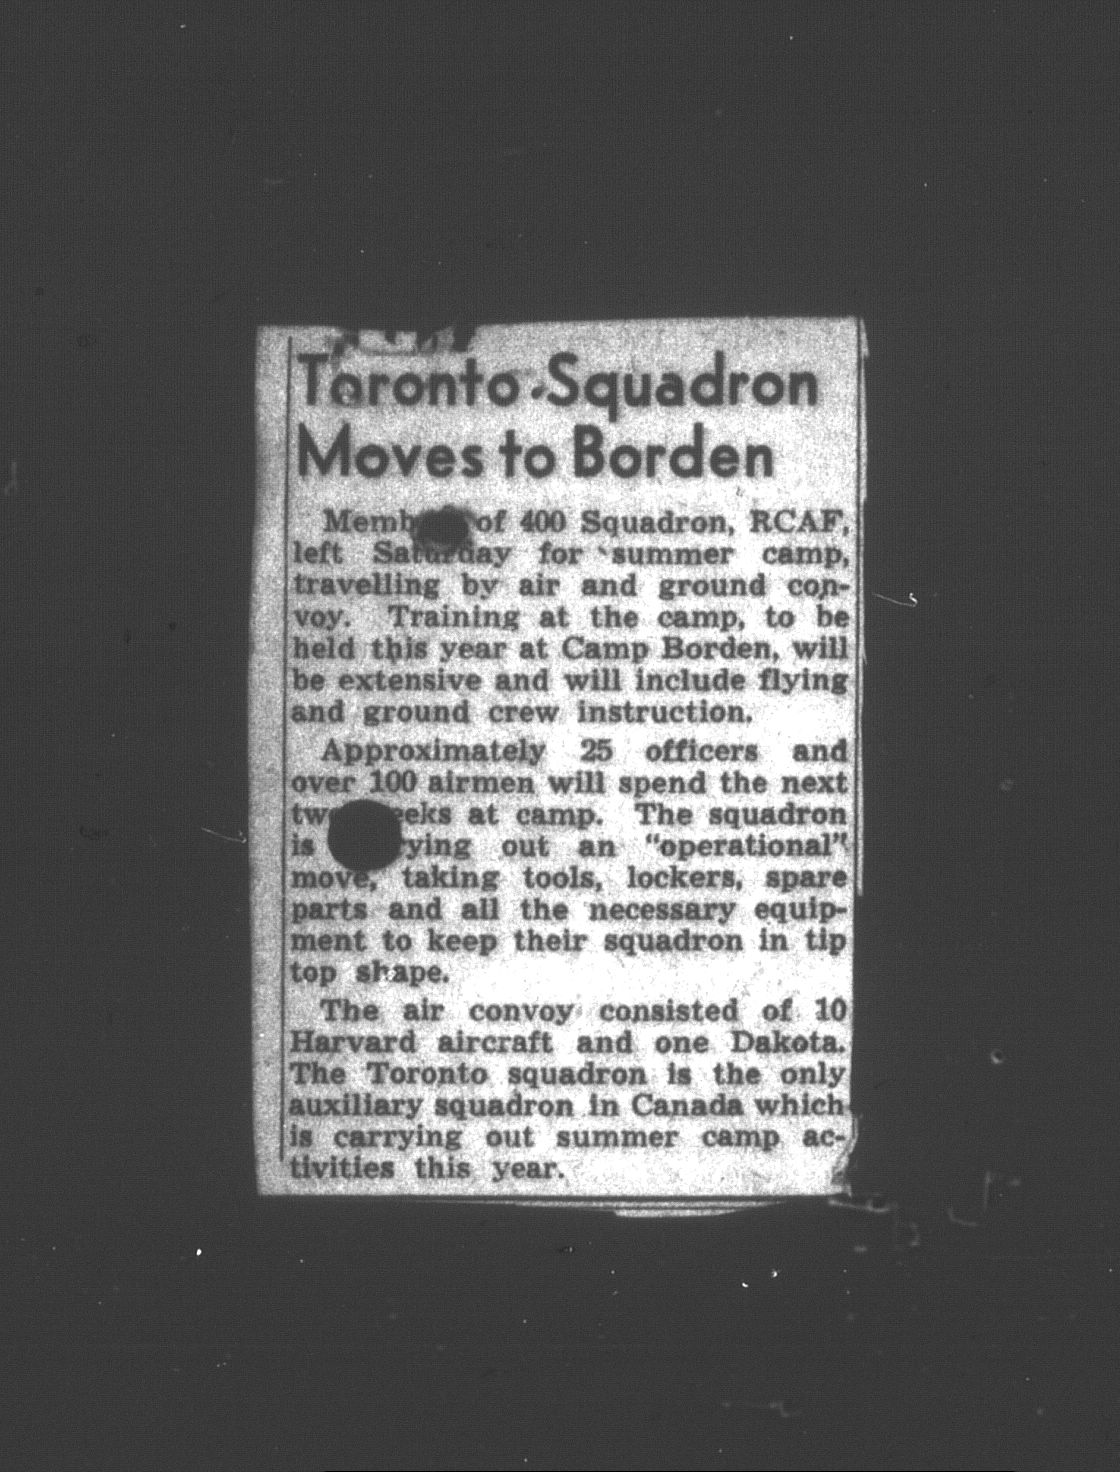 Toronto Squadron
Moves to Borden
of 400 Squadron, RCAF,
left Saturday for summer camp,
travelling by air and ground con-
voy. Training at the camp, to be
held this year at Camp Borden, will
be extensive and will include flying
and ground crew instruction.
Approximately 25 officers and
over 100 airmen will spend the next
two weeks at camp. The squadron
is out an "operational"
move, taking tools, lockers, spare
parts and all the necessary equip-
ment to keep their squadron in tip
top shape.
The air convoy consisted of 10
Harvard aircraft and one Dakota.
The Toronto squadron is the only
auxiliary squadron in Canada which
is carrying out summer camp ac-
tivities this year.